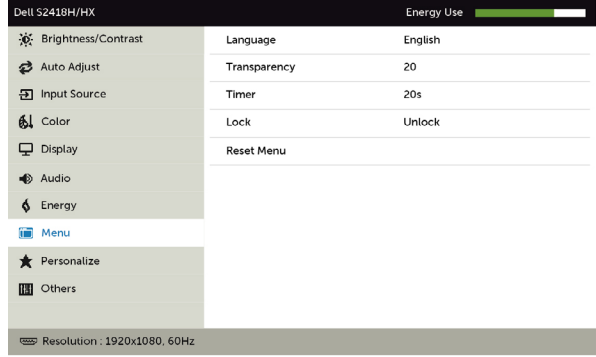 Dell S2418H/HX Energy Use
Brightness/Contrast Language English
Auto Adjust Transparency 20
Input Source Timer 20s
Color Lock Unlock
Display Reset Menu
Audio
Energy
Menu
Personalize
Others
Resolution : 1920x1080, 60Hz